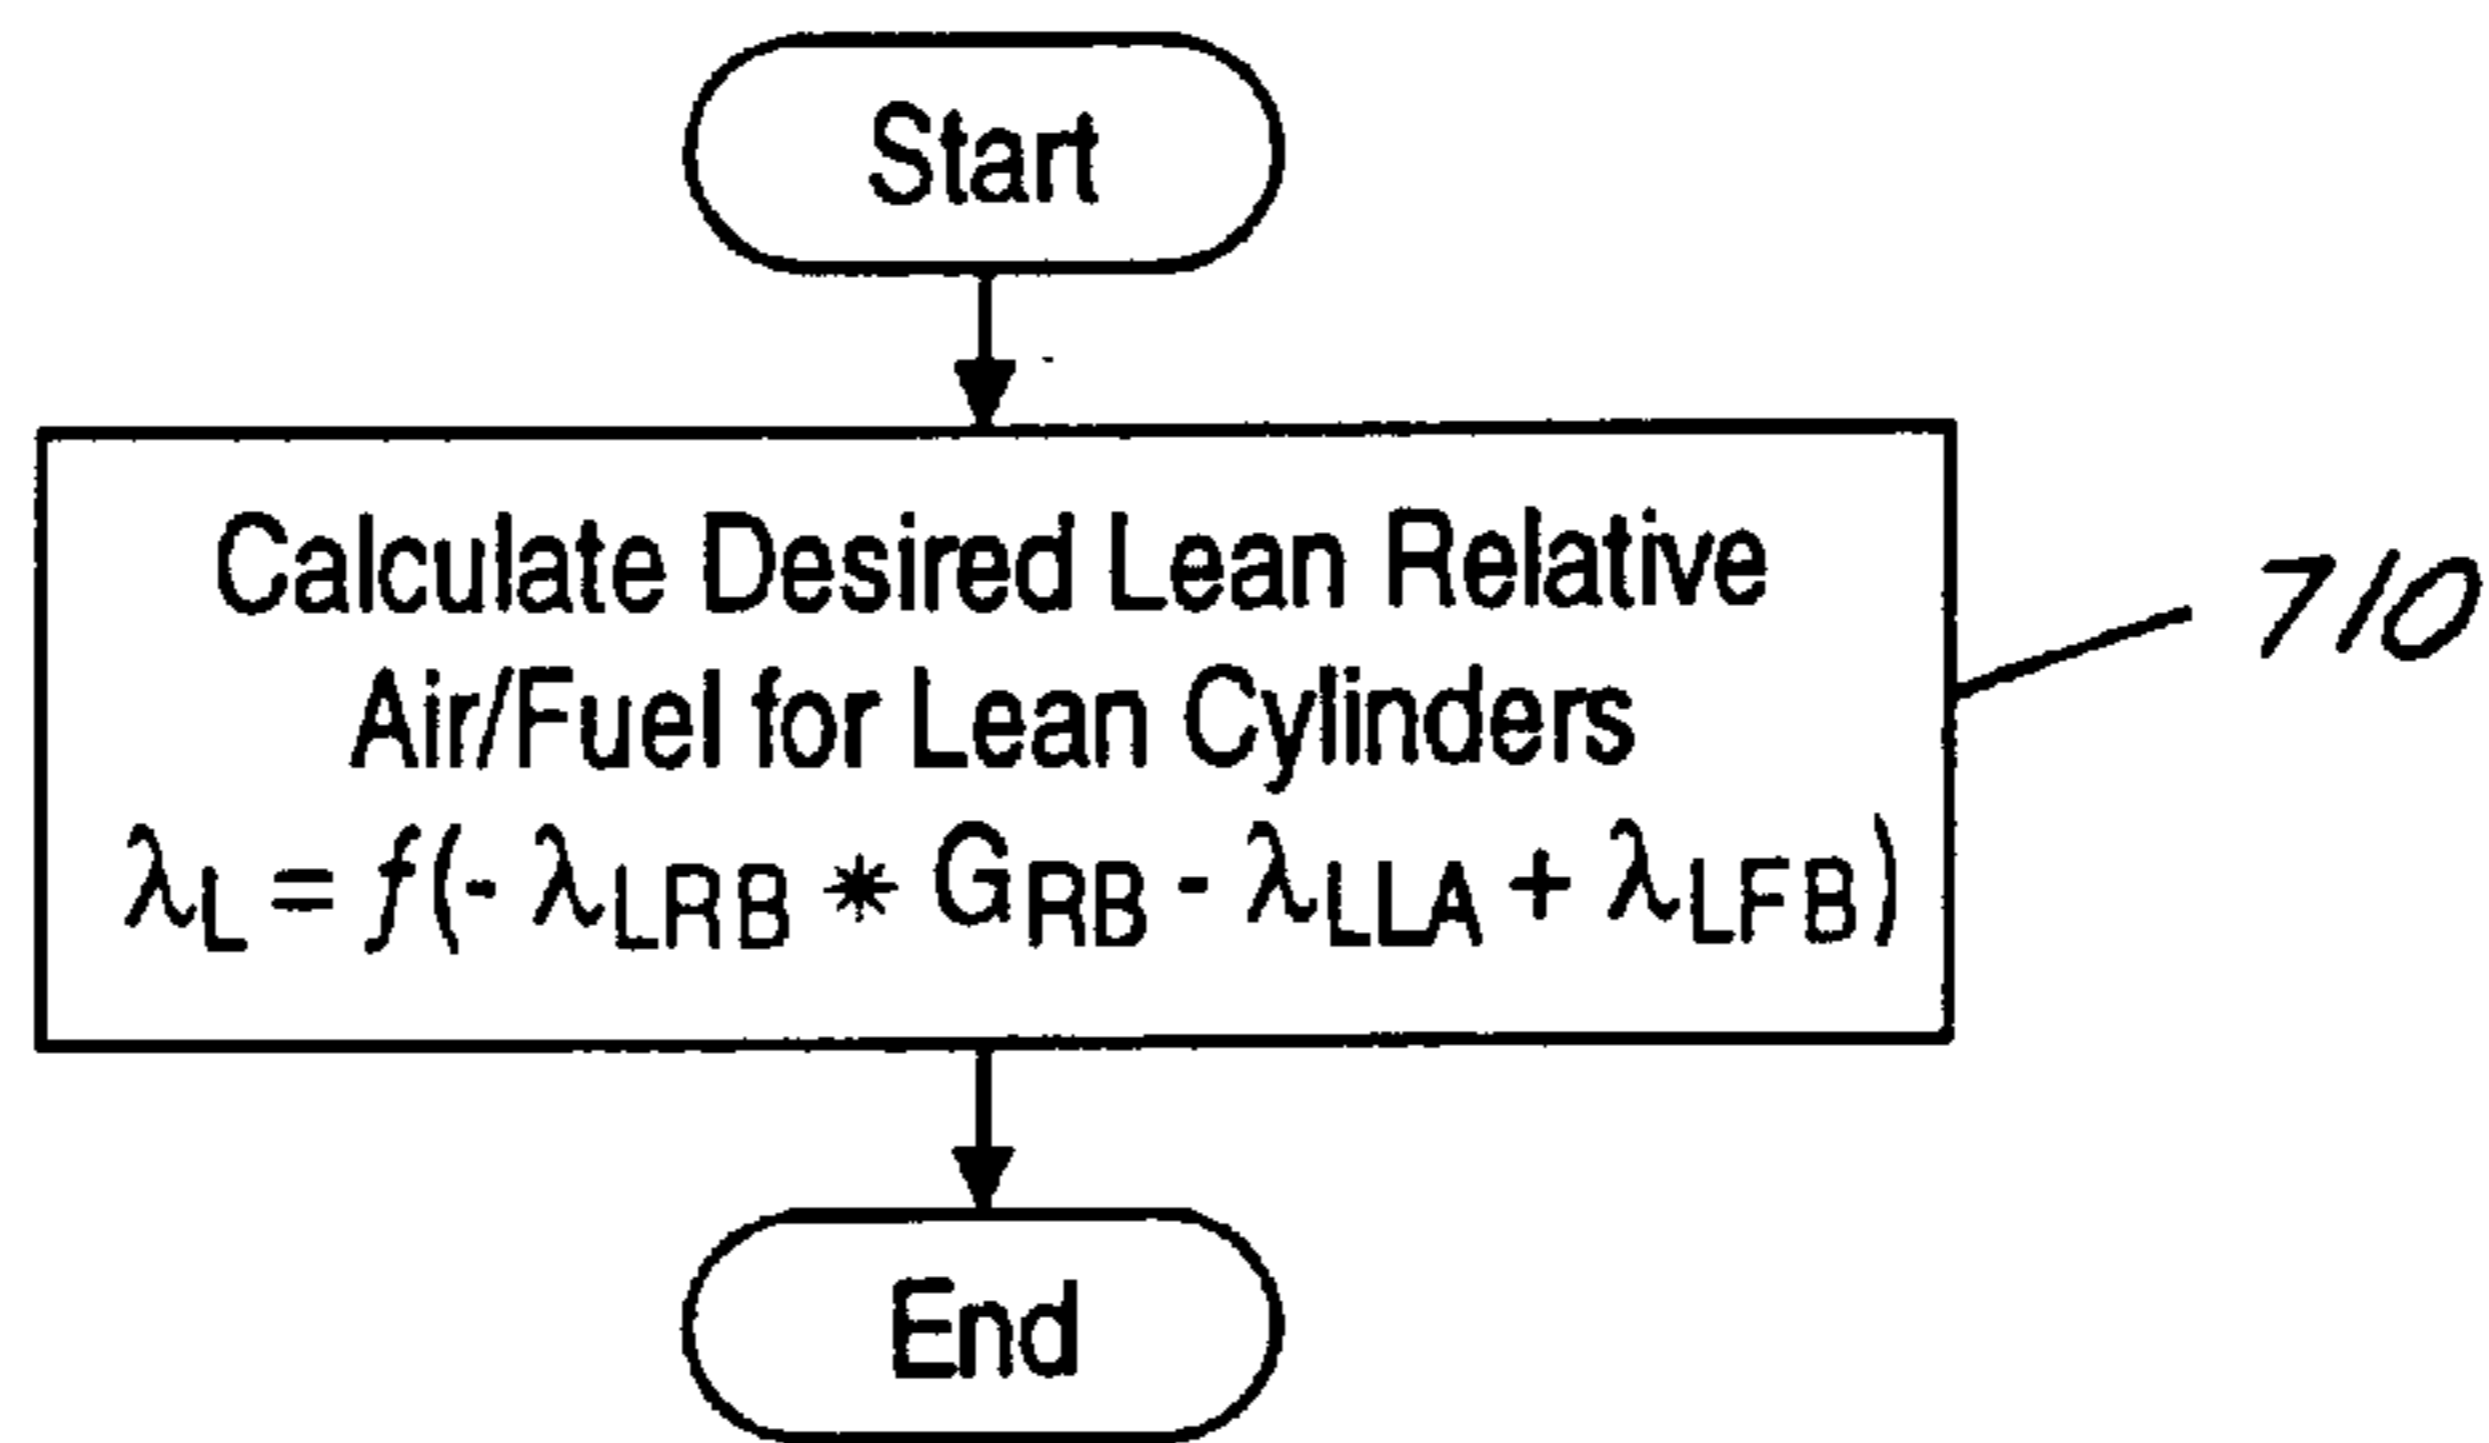 Start
Calculate Desired Lean Relative
Air/Fuel for Lean Cylinders
λL = f(- λLRB * GRB - λLLA + λLFB)
710
End